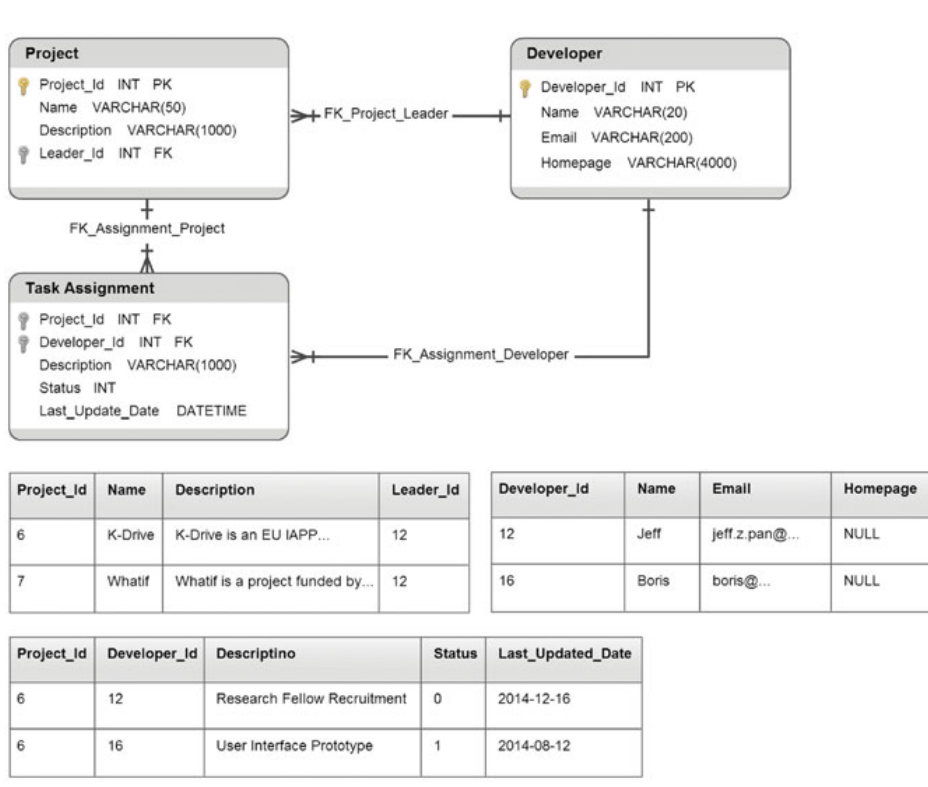 Project
Project_Id INT PK
Name VARCHAR(50)
Description VARCHAR(1000)
Leader_Id INT FK
FK_Project_Leader
Developer
Developer_Id INT PK
Name VARCHAR(20)
Email VARCHAR(200)
Homepage VARCHAR(4000)
FK_Assignment_Project
Task Assignment
Project_Id INT FK
Developer_Id INT FK
Description VARCHAR(1000)
Status INT
Last_Update_Date DATETIME
FK_Assignment_Developer
Project_Id Name Description Leader_Id
6 K-Drive K-Drive is an EU IAPP... 12
7 Whatif Whatif is a project funded by... 12
Developer_Id Name Email Homepage
12 Jeff jeff.z.pan@... NULL
16 Boris boris@... NULL
Project_Id Developer_Id Descriptino Status Last_Updated_Date
6 12 Research Fellow Recruitment 0 2014-12-16
6 16 User Interface Prototype 1 2014-08-12